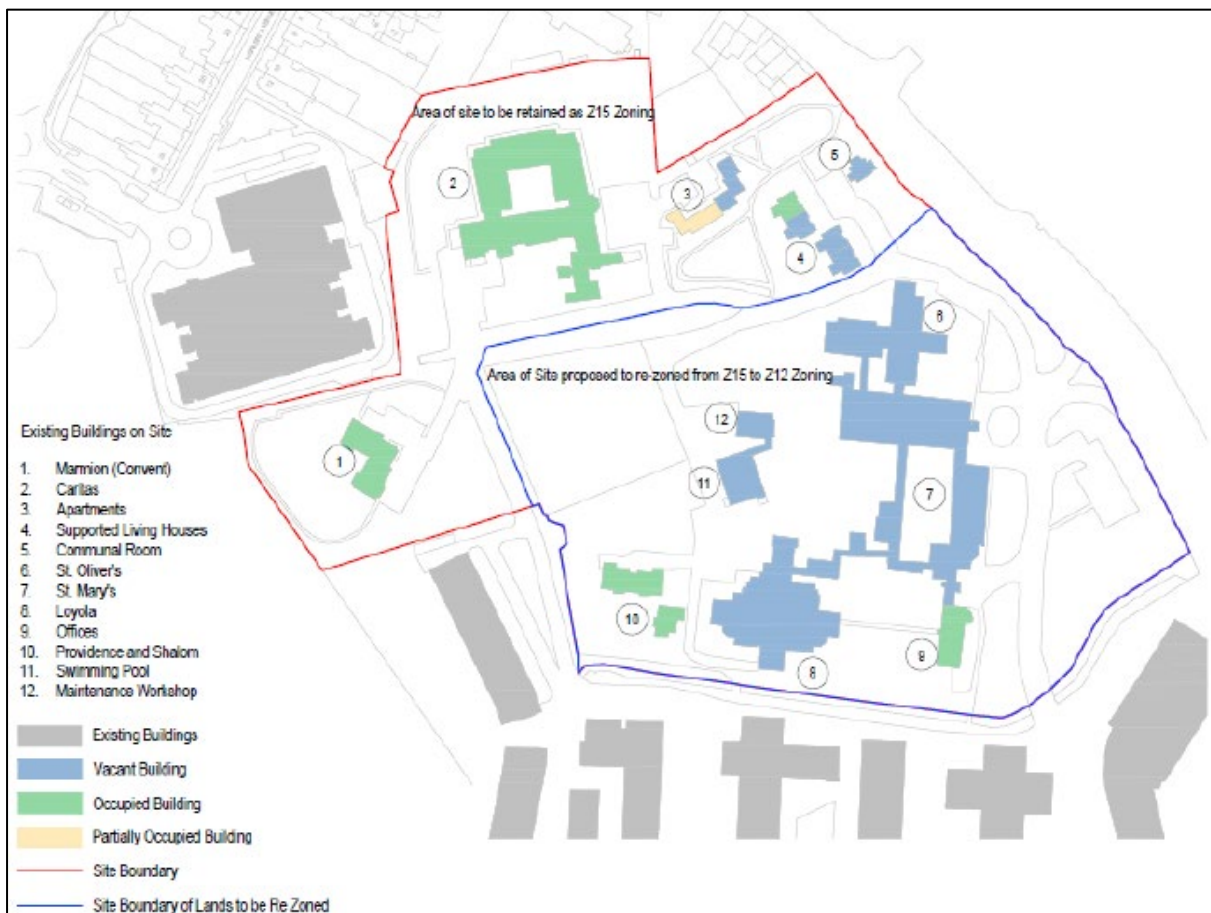 Area of site to be retained as Z15 Zoning
2
3
5
4
6
Area of Site proposed to re-zoned from Z15 to Z12 Zoning
12
11
7
1
10
9
8
Existing Buildings on Site
1. Marmion (Convent)
2. Caritas
3. Apartments
4. Supported Living Houses
5. Communal Room
6. St. Oliver's
7. St. Mary's
8. Loyola
9. Offices
10. Providence and Shalom
11. Swimming Pool
12. Maintenance Workshop
Existing Buildings
Vacant Building
Occupied Building
Partially Occupied Building
Site Boundary
Site Boundary of Lands to be Re Zoned